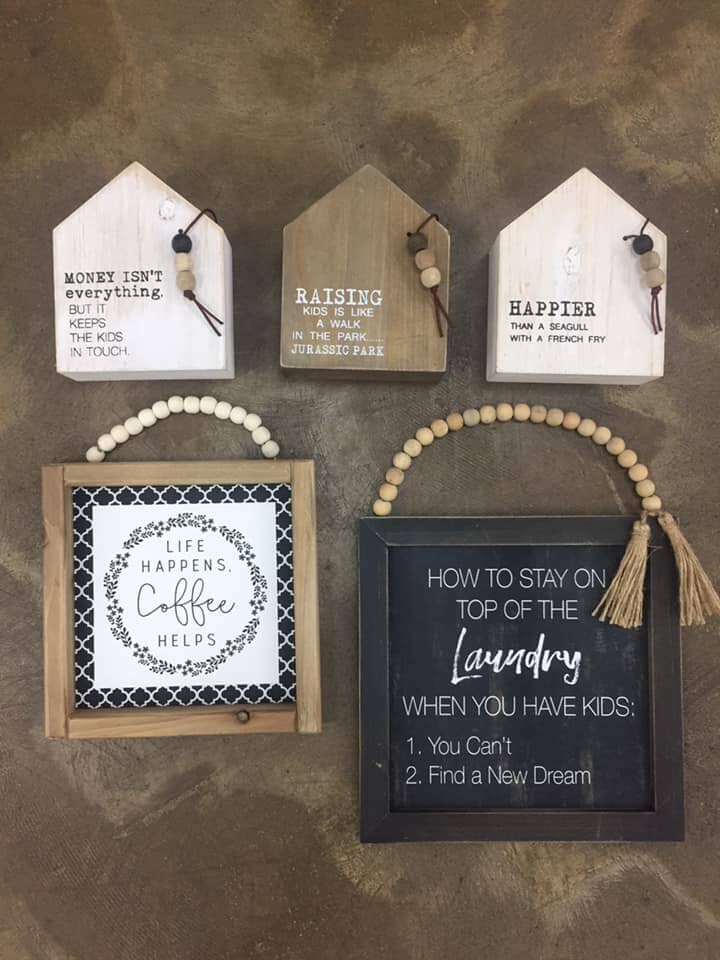 MONEY ISN'T
everything.
BUT IT
KEEPS
THE KIDS
IN TOUCH.
RAISING
KIDS IS LIKE
A WALK
IN THE PARK......
JURASSIC PARK
HAPPIER
THAN A SEAGULL
WITH A FRENCH FRY
LIFE
HAPPENS,
Coffee
HELPS
HOW TO STAY ON
TOP OF THE
Laundry
WHEN YOU HAVE KIDS:
1. You Can't
2. Find a New Dream